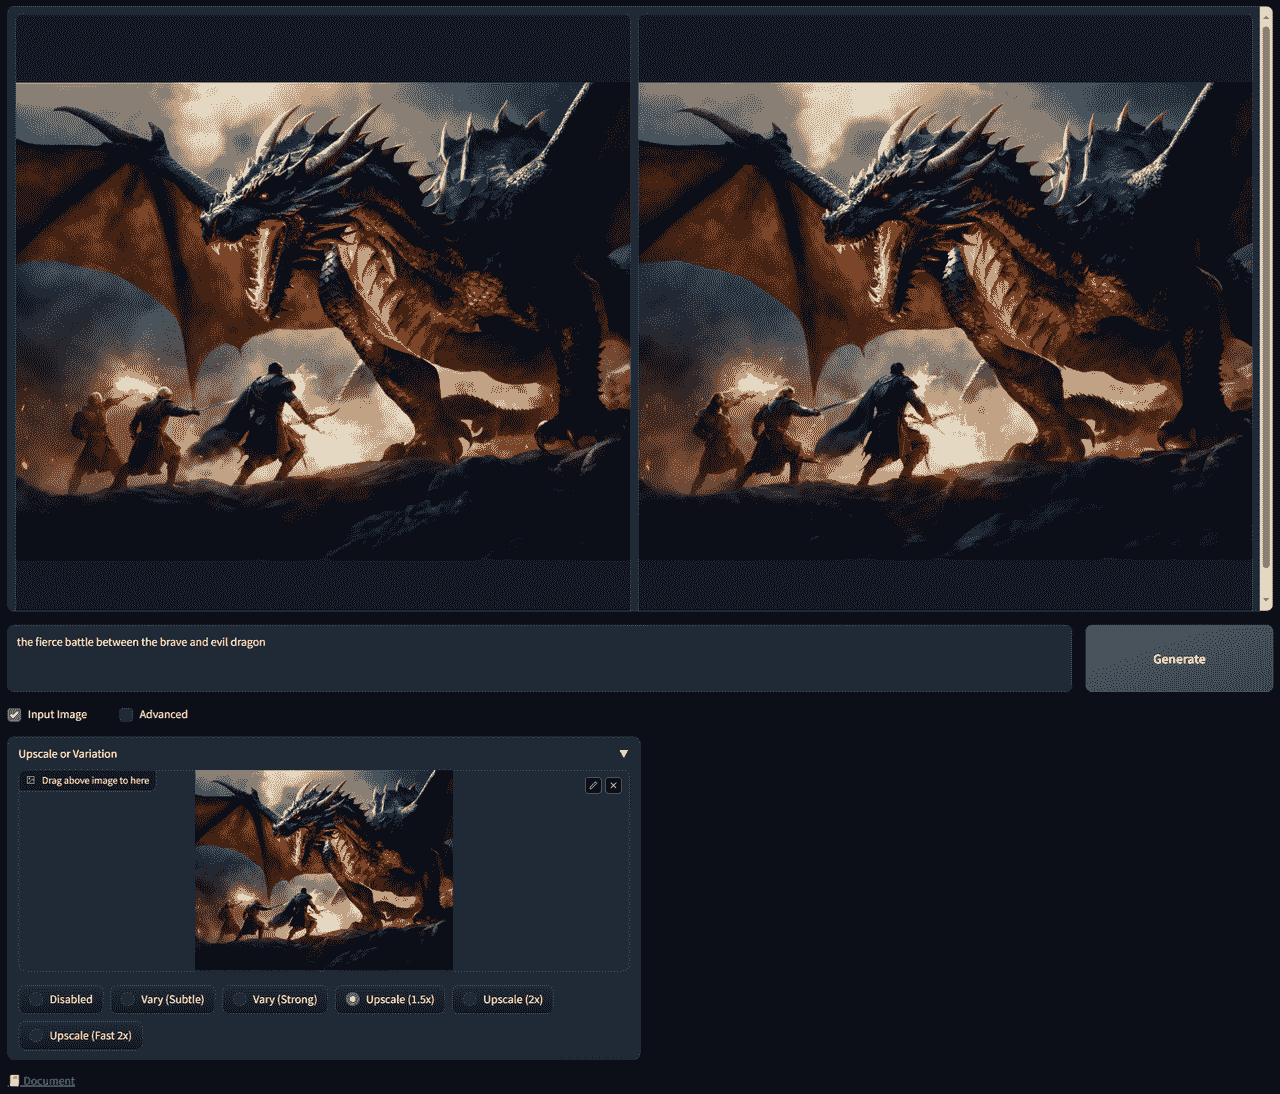 the fierce battle between the brave and evil dragon
Generate
Input Image
Advanced
Upscale or Variation
Drag above image to here
Disabled
Vary (Subtle)
Vary (Strong)
Upscale (1.5x)
Upscale (2x)
Upscale (Fast 2x)
Document